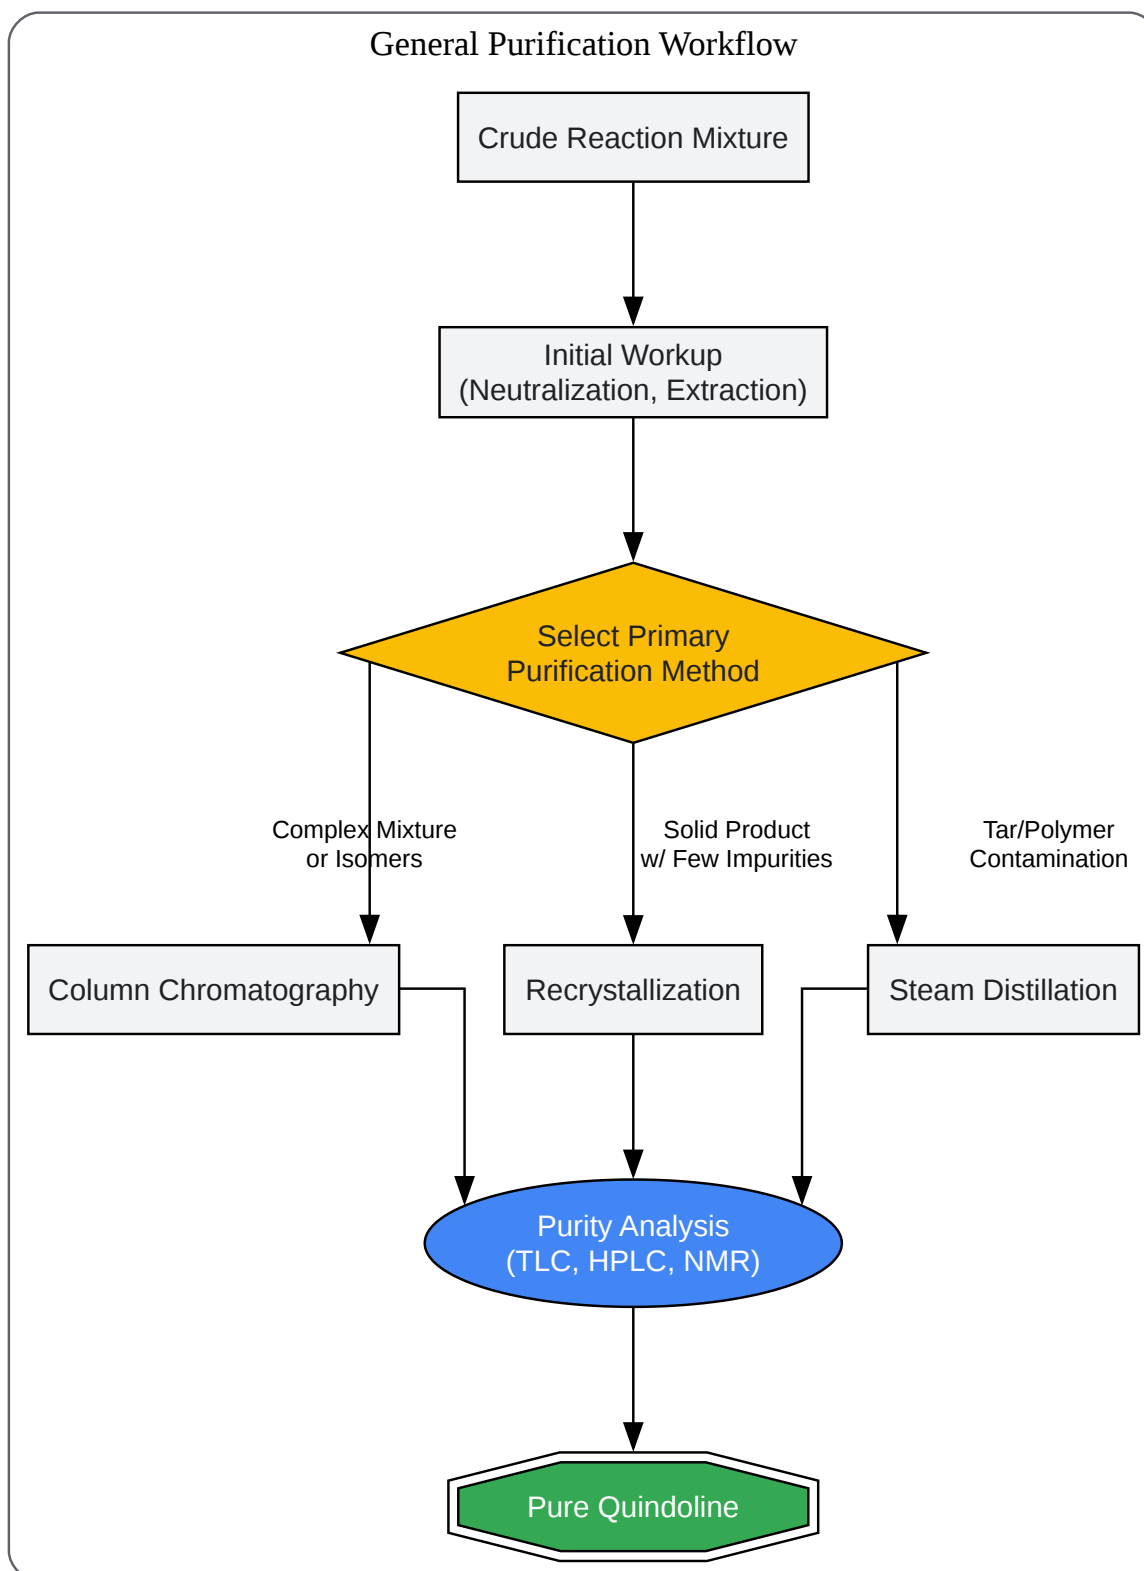 General Purification Workflow
Crude Reaction Mixture
Initial Workup
(Neutralization, Extraction)
Select Primary
Purification Method
Complex Mixture
or Isomers
Solid Product
w/ Few Impurities
Tar/Polymer
Contamination
Column Chromatography
Recrystallization
Steam Distillation
Purity Analysis
(TLC, HPLC, NMR)
Pure Quindoline